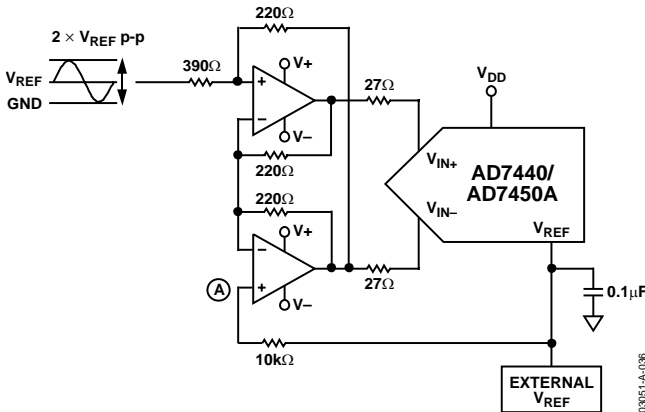 220Ω
2 × VREF p-p
390Ω
V+
27Ω
VDD
VREF
GND
+
–
V–
220Ω
VIN+
AD7440/
AD7450A
220Ω
VIN–
V+
VREF
–
+
A
V–
27Ω
0.1μF
10kΩ
EXTERNAL
VREF
03051-A-036